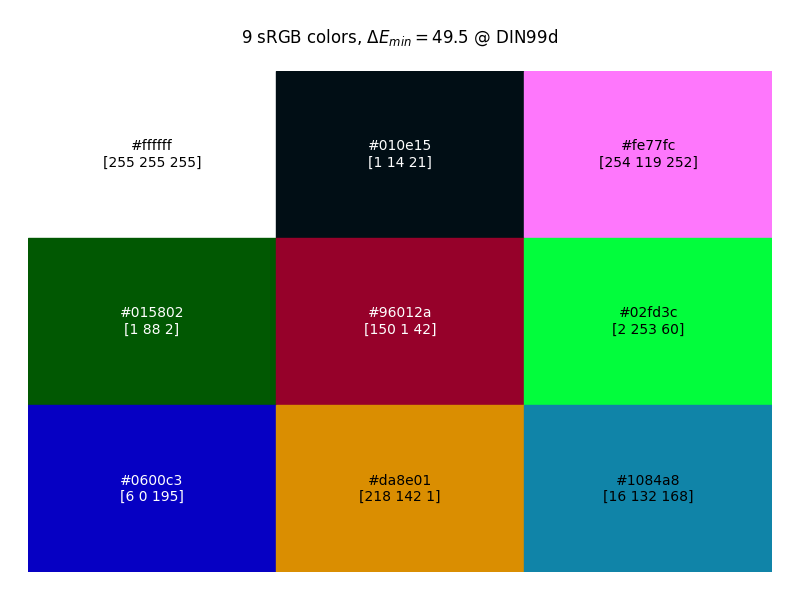 9 sRGB colors, ΔE_min = 49.5 @ DIN99d
#ffffff
[255 255 255]
#010e15
[1 14 21]
#fe77fc
[254 119 252]
#015802
[1 88 2]
#96012a
[150 1 42]
#02fd3c
[2 253 60]
#0600c3
[6 0 195]
#da8e01
[218 142 1]
#1084a8
[16 132 168]